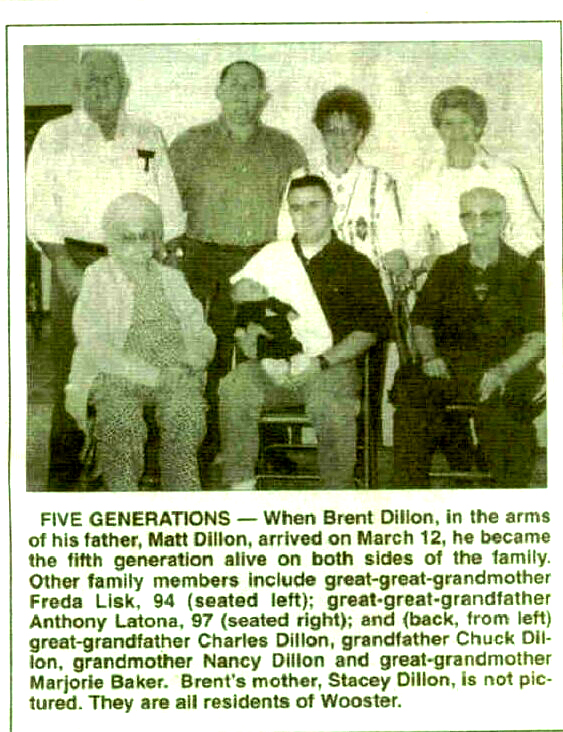 FIVE GENERATIONS — When Brent Dillon, in the arms
of his father, Matt Dillon, arrived on March 12, he became
the fifth generation alive on both sides of the family.
Other family members include great-great-grandmother
Freda Lisk, 94 (seated left); great-great-grandfather
Anthony Latona, 97 (seated right); and (back, from left)
great-grandfather Charles Dillon, grandfather Chuck Dil-
lon, grandmother Nancy Dillon and great-grandmother
Marjorie Baker. Brent's mother, Stacey Dillon, is not pic-
tured. They are all residents of Wooster.